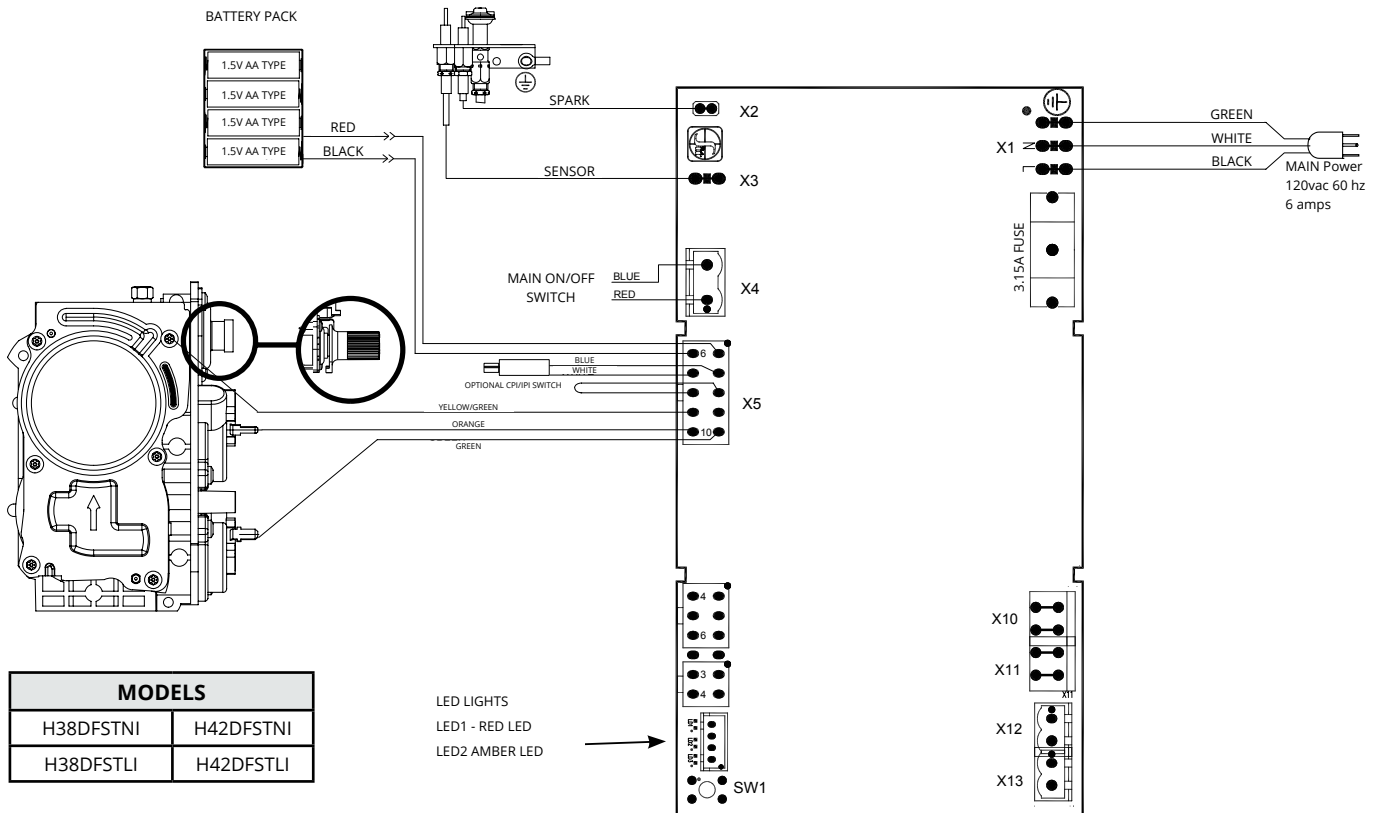 BATTERY PACK
1.5V AA TYPE
1.5V AA TYPE
1.5V AA TYPE
1.5V AA TYPE
RED
BLACK
SPARK
SENSOR
X2
X3
MAIN ON/OFF
SWITCH
BLUE
RED
X4
X1
N
L
GREEN
WHITE
BLACK
MAIN Power
120vac 60 hz
6 amps
3.15A FUSE
6
BLUE
WHITE
OPTIONAL CPI/IPI SWITCH
X5
YELLOW/GREEN
ORANGE
10
GREEN
4
6
3
4
X10
X11
X11
X12
X13
MODELS
H38DFSTNI H42DFSTNI
H38DFSTLI H42DFSTLI
LED LIGHTS
LED1 - RED LED
LED2 AMBER LED
SW1